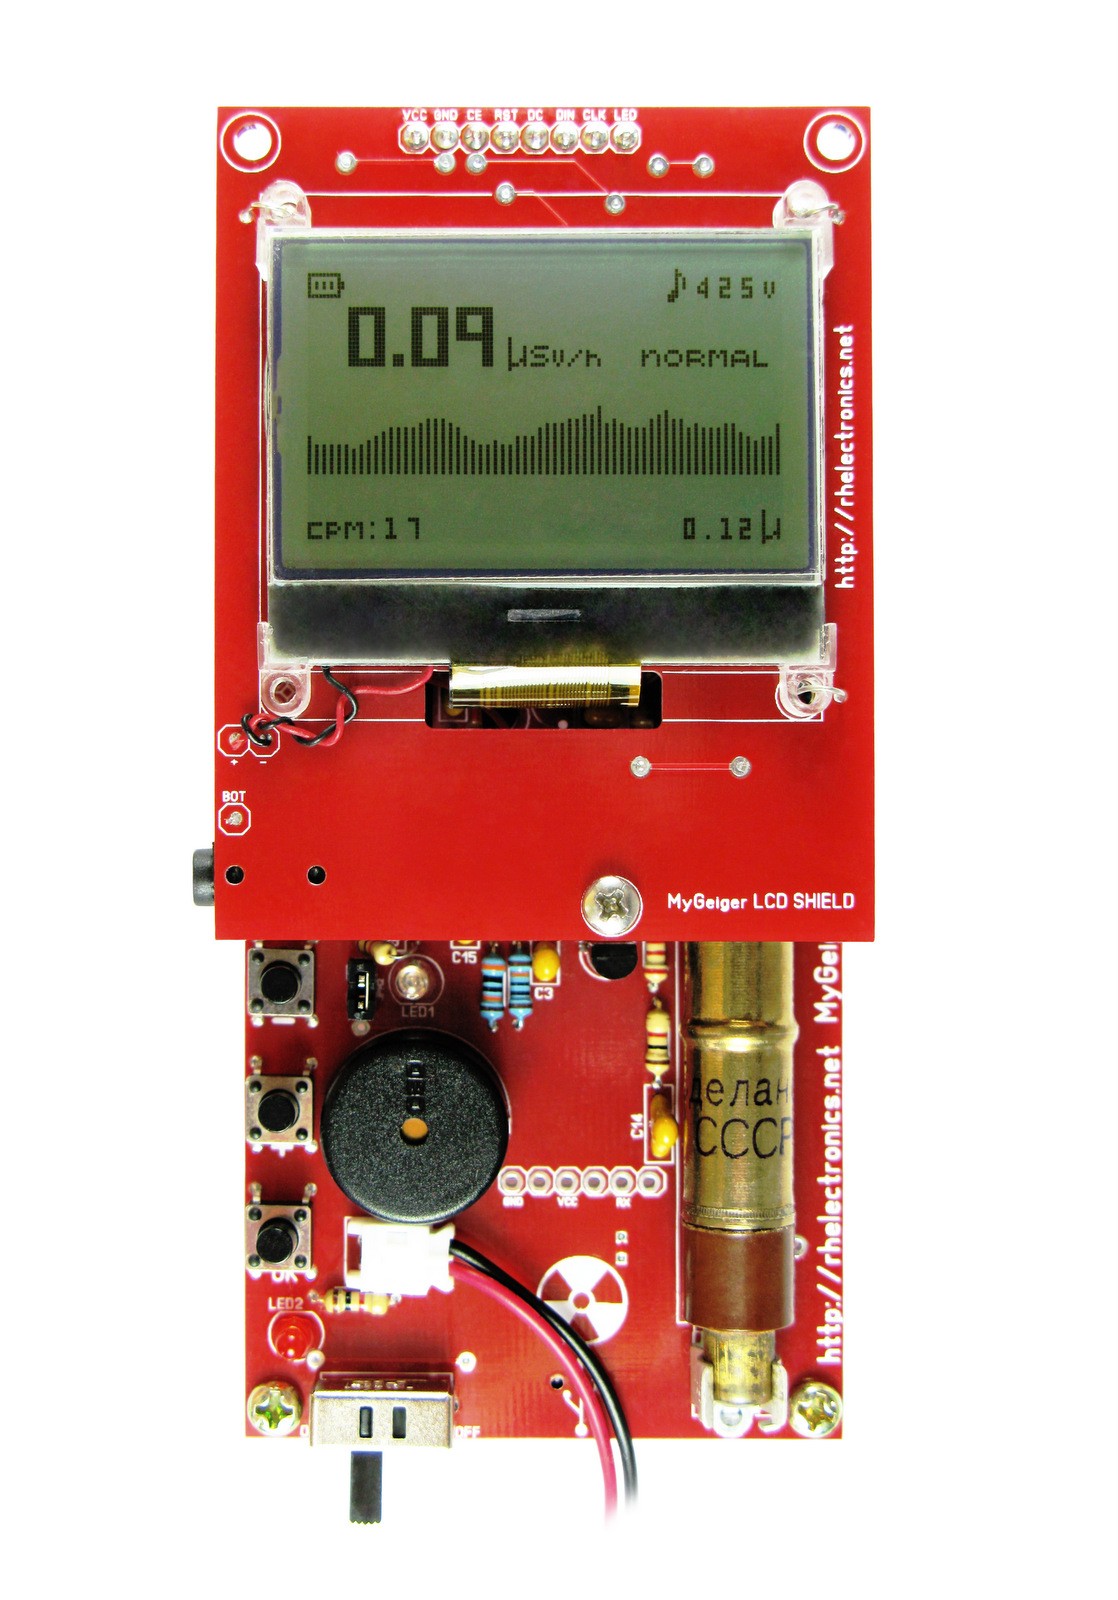 VCC GND CE RST DC DIN CLK LED
425V
0.09 µSv/h NORMAL
CPM:17 0.12µ
http://rhelectronics.net
+ -
BOT
MyGeiger LCD SHIELD
C15
C3
LED1
C14
делан
СССР
GND VCC RX
OK
LED2
OFF
http://rhelectronics.net MyGei